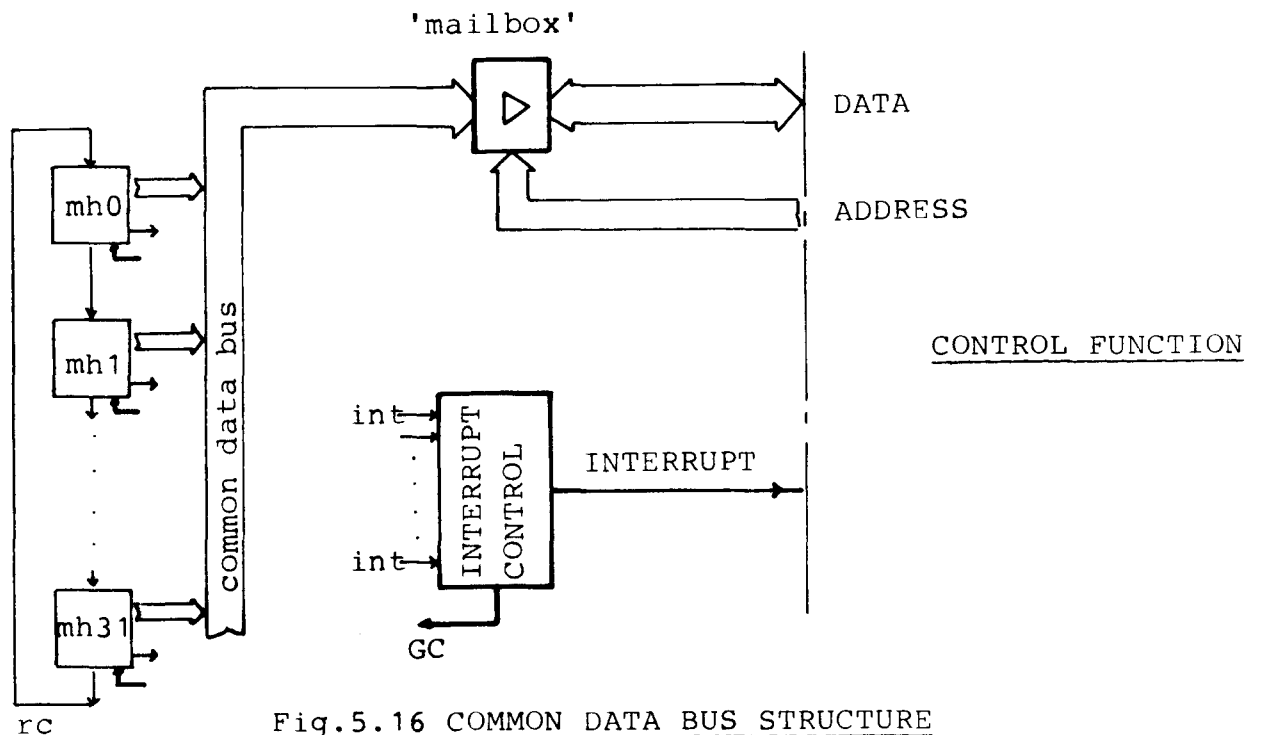 'mailbox'
DATA
mh0
ADDRESS
mh1
common data bus
CONTROL FUNCTION
int
INTERRUPT
CONTROL
INTERRUPT
int
mh31
GC
rc
Fig.5.16 COMMON DATA BUS STRUCTURE